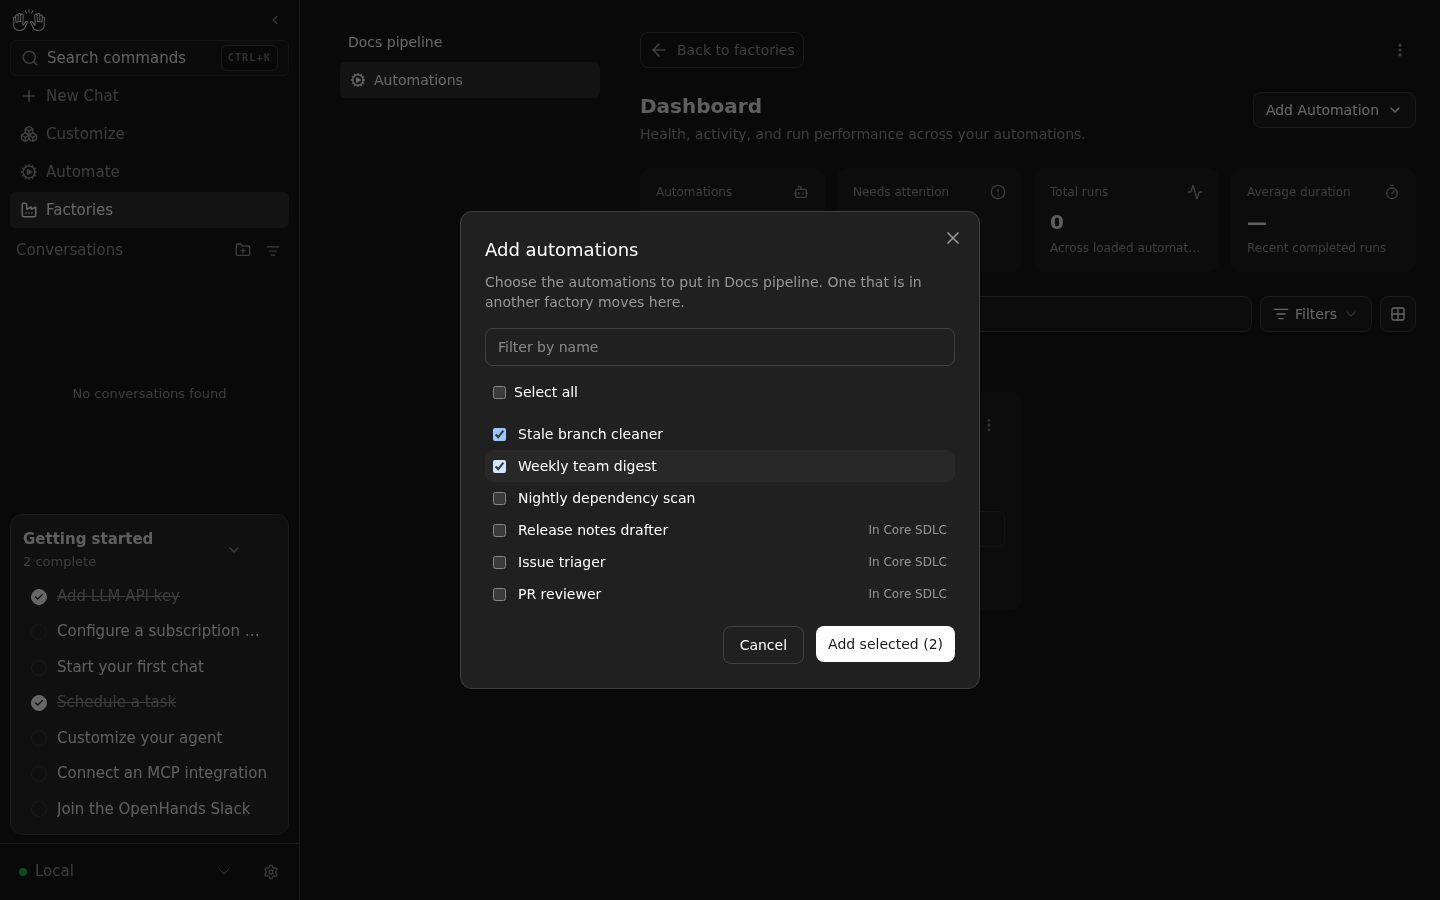 Search commands
CTRL+K
New Chat
Customize
Automate
Factories
Conversations
No conversations found
Getting started
2 complete
Add LLM API key
Configure a subscription ...
Start your first chat
Schedule a task
Customize your agent
Connect an MCP integration
Join the OpenHands Slack
Local
Docs pipeline
Automations
Back to factories
Dashboard
Health, activity, and run performance across your automations.
Add Automation
Automations
Needs attention
Total runs
0
Across loaded automat...
Average duration
—
Recent completed runs
Filters
Add automations
Choose the automations to put in Docs pipeline. One that is in
another factory moves here.
Filter by name
Select all
Stale branch cleaner
Weekly team digest
Nightly dependency scan
Release notes drafter In Core SDLC
Issue triager In Core SDLC
PR reviewer In Core SDLC
Cancel
Add selected (2)